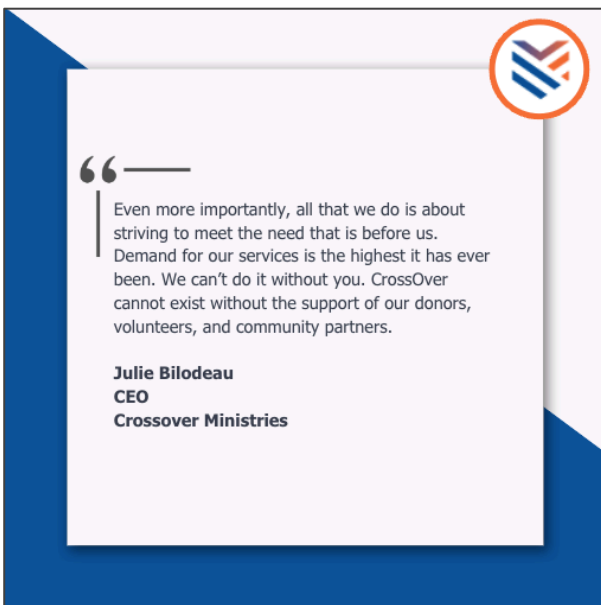 Even more importantly, all that we do is about
striving to meet the need that is before us.
Demand for our services is the highest it has ever
been. We can’t do it without you. CrossOver
cannot exist without the support of our donors,
volunteers, and community partners.
Julie Bilodeau
CEO
Crossover Ministries